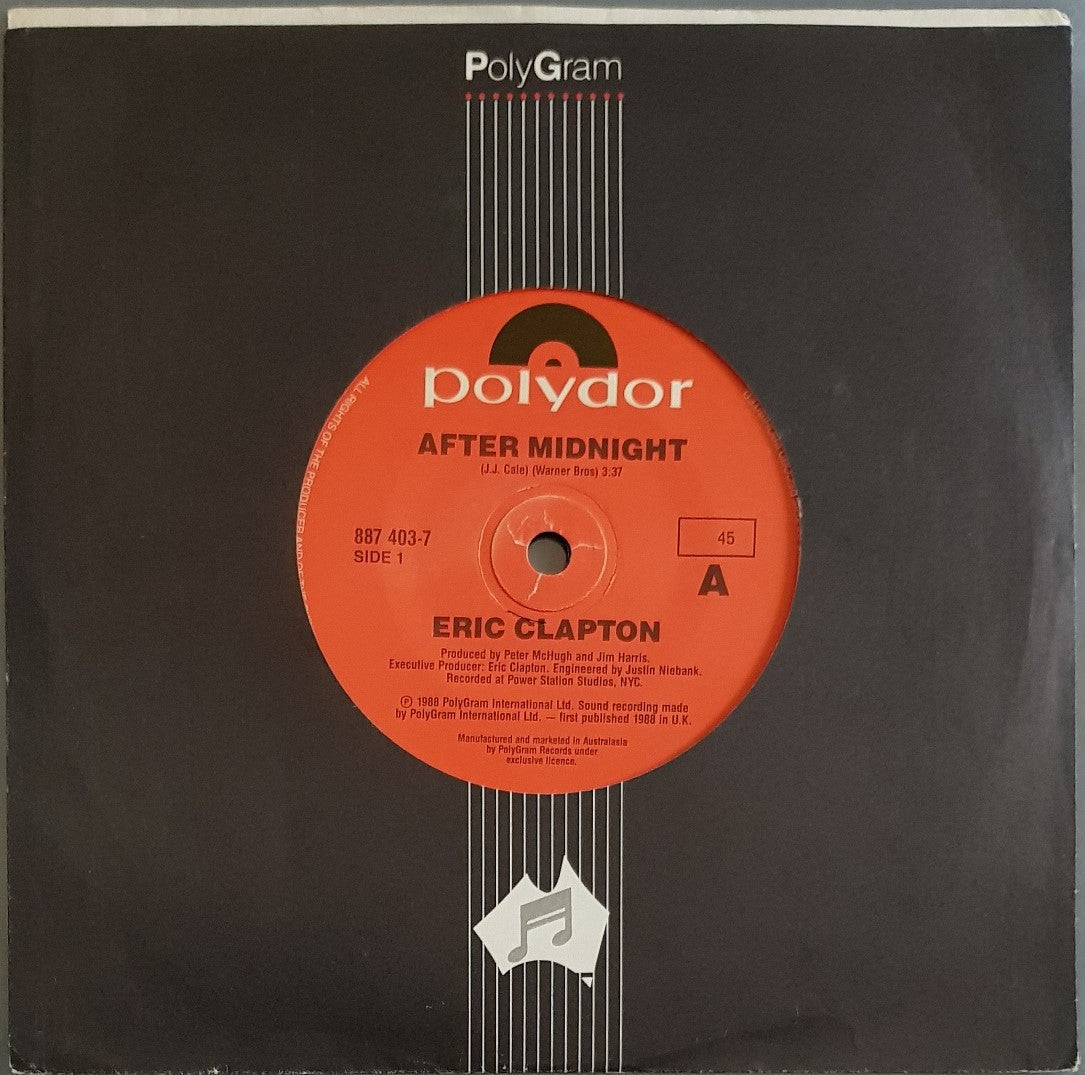 PolyGram
polydor
AFTER MIDNIGHT
(J.J. Cale) (Warner Bros) 3:37
887 403-7
SIDE 1
45
A
ERIC CLAPTON
Produced by Peter McHugh and Jim Harris.
Executive Producer: Eric Clapton. Engineered by Justin Niebank.
Recorded at Power Station Studios, NYC.
Ⓟ 1988 PolyGram International Ltd. Sound recording made
by PolyGram International Ltd. — first published 1988 in U.K.
Manufactured and marketed in Australasia
by PolyGram Records under
exclusive licence.
ALL RIGHTS OF THE PRODUCER AND OF